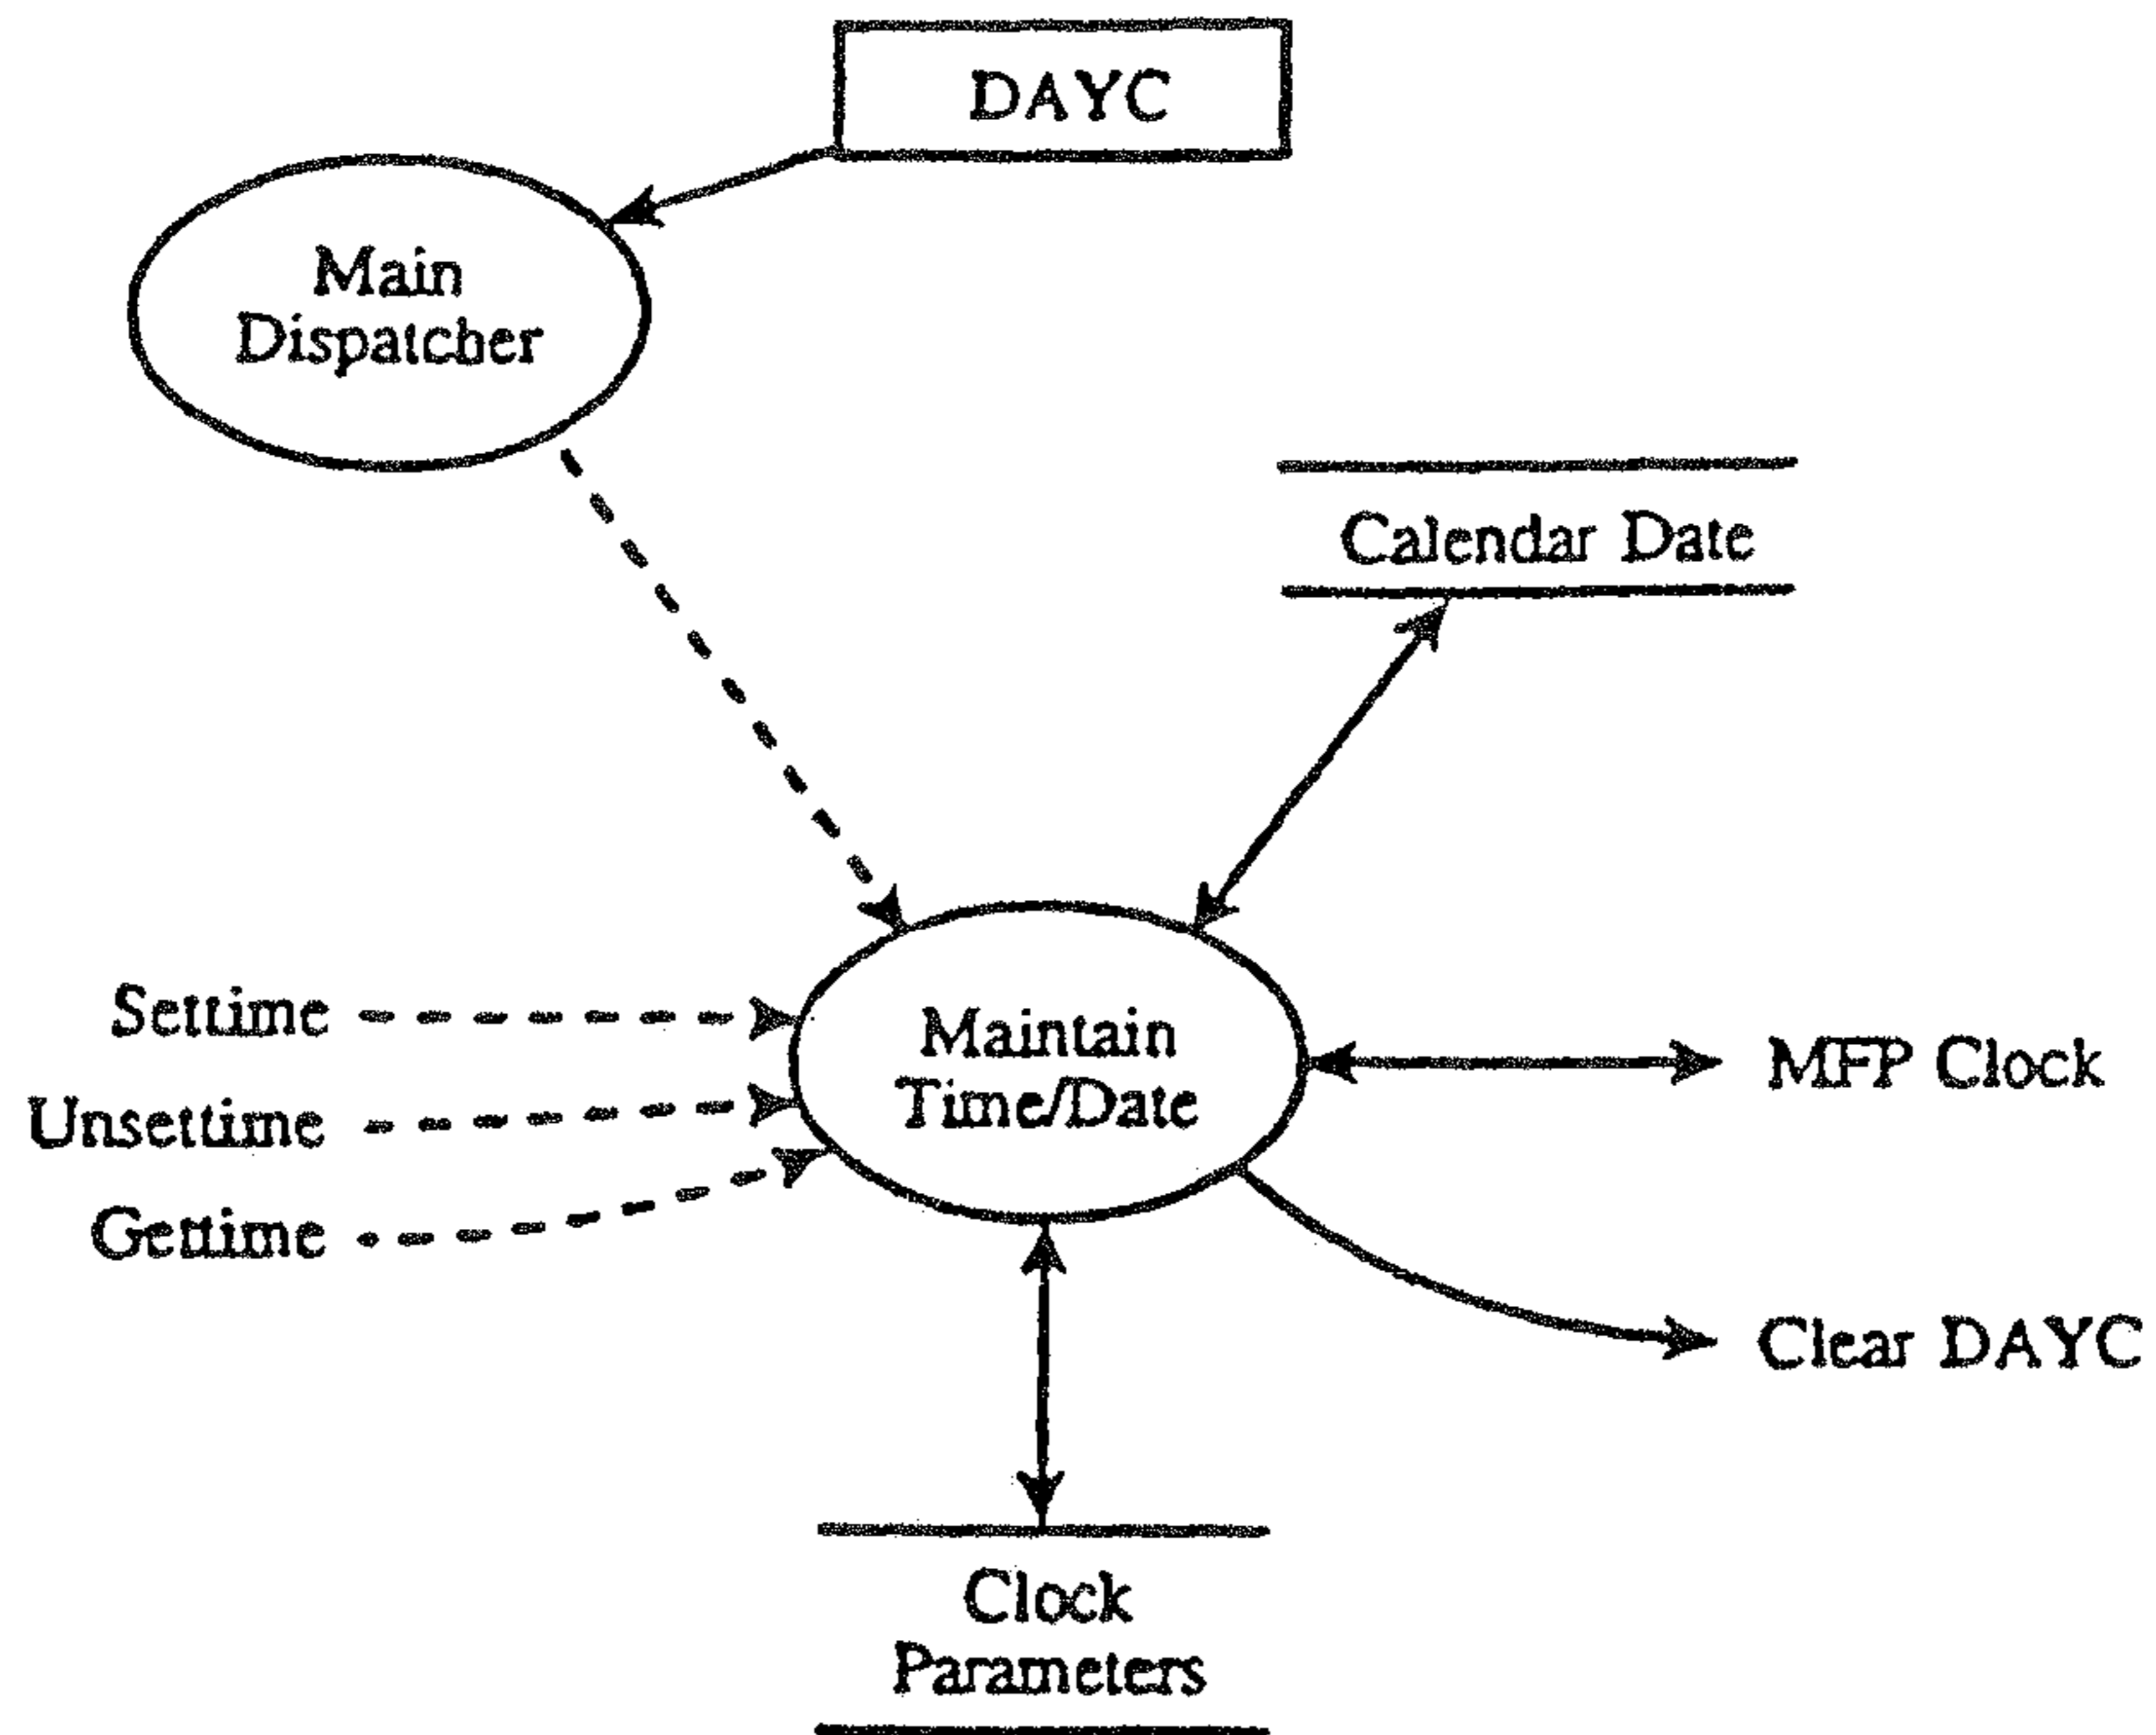 DAYC
Main
Dispatcher
Calendar Date
Settime
Unsettime
Gettime
Maintain
Time/Date
MFP Clock
Clear DAYC
Clock
Parameters